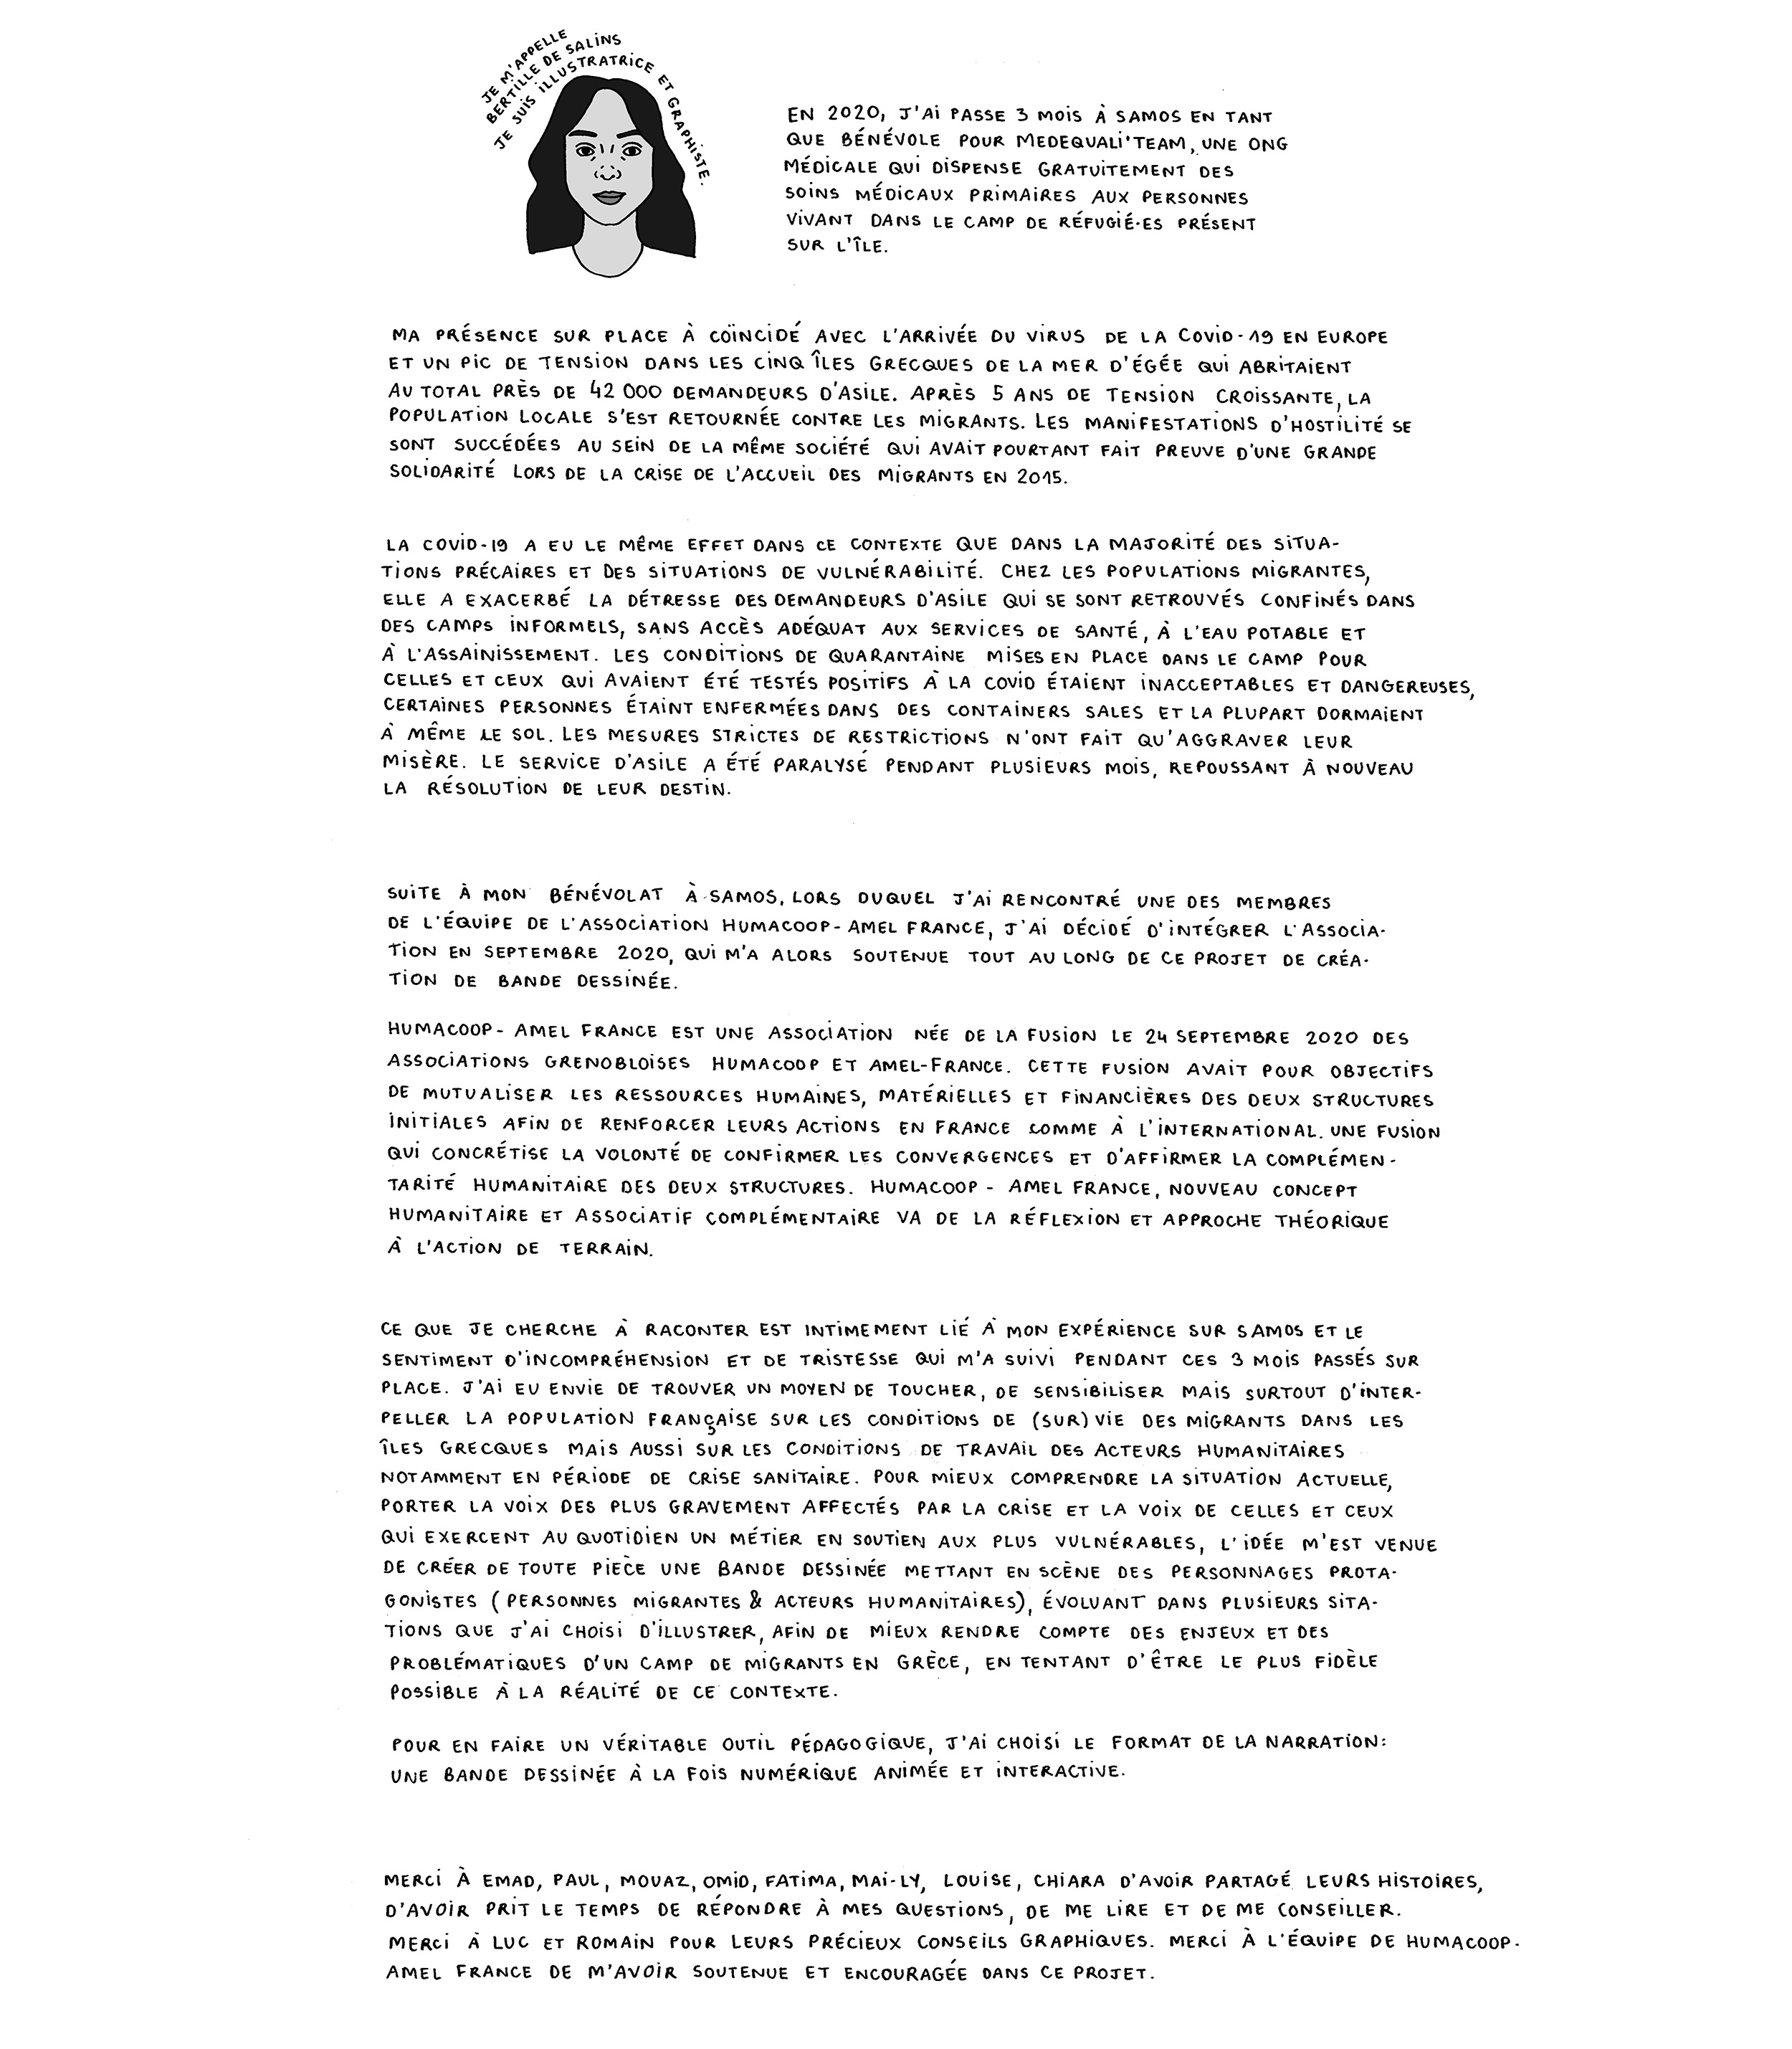 JE M'APPELLE
BERTILLE DE SALINS
JE SUIS ILLUSTRATRICE ET GRAPHISTE.
EN 2020, J'AI PASSE 3 MOIS À SAMOS EN TANT
QUE BÉNÉVOLE POUR MEDEQUALI'TEAM, UNE ONG
MÉDICALE QUI DISPENSE GRATUITEMENT DES
SOINS MÉDICAUX PRIMAIRES AUX PERSONNES
VIVANT DANS LE CAMP DE RÉFUGIÉ·ES PRÉSENT
SUR L'ÎLE.
MA PRÉSENCE SUR PLACE À COÏNCIDÉ AVEC L'ARRIVÉE DU VIRUS DE LA COVID-19 EN EUROPE
ET UN PIC DE TENSION DANS LES CINQ ÎLES GRECQUES DE LA MER D'ÉGÉE QUI ABRITAIENT
AU TOTAL PRÈS DE 42 000 DEMANDEURS D'ASILE. APRÈS 5 ANS DE TENSION CROISSANTE, LA
POPULATION LOCALE S'EST RETOURNÉE CONTRE LES MIGRANTS. LES MANIFESTATIONS D'HOSTILITÉ SE
SONT SUCCÉDÉES AU SEIN DE LA MÊME SOCIÉTÉ QUI AVAIT POURTANT FAIT PREUVE D'UNE GRANDE
SOLIDARITÉ LORS DE LA CRISE DE L'ACCUEIL DES MIGRANTS EN 2015.
LA COVID-19 A EU LE MÊME EFFET DANS CE CONTEXTE QUE DANS LA MAJORITÉ DES SITUA-
TIONS PRÉCAIRES ET DES SITUATIONS DE VULNÉRABILITÉ. CHEZ LES POPULATIONS MIGRANTES,
ELLE A EXACERBÉ LA DÉTRESSE DES DEMANDEURS D'ASILE QUI SE SONT RETROUVÉS CONFINÉS DANS
DES CAMPS INFORMELS, SANS ACCÈS ADÉQUAT AUX SERVICES DE SANTÉ, À L'EAU POTABLE ET
À L'ASSAINISSEMENT. LES CONDITIONS DE QUARANTAINE MISES EN PLACE DANS LE CAMP POUR
CELLES ET CEUX QUI AVAIENT ÉTÉ TESTÉS POSITIFS À LA COVID ÉTAIENT INACCEPTABLES ET DANGEREUSES,
CERTAINES PERSONNES ÉTAINT ENFERMÉES DANS DES CONTAINERS SALES ET LA PLUPART DORMAIENT
À MÊME LE SOL. LES MESURES STRICTES DE RESTRICTIONS N'ONT FAIT QU'AGGRAVER LEUR
MISÈRE. LE SERVICE D'ASILE A ÉTÉ PARALYSÉ PENDANT PLUSIEURS MOIS, REPOUSSANT À NOUVEAU
LA RÉSOLUTION DE LEUR DESTIN.
SUITE À MON BÉNÉVOLAT À SAMOS, LORS DUQUEL J'AI RENCONTRÉ UNE DES MEMBRES
DE L'ÉQUIPE DE L'ASSOCIATION HUMACOOP-AMEL FRANCE, J'AI DÉCIDÉ D'INTÉGRER L'ASSOCIA-
TION EN SEPTEMBRE 2020, QUI M'A ALORS SOUTENUE TOUT AU LONG DE CE PROJET DE CRÉA-
TION DE BANDE DESSINÉE.
HUMACOOP- AMEL FRANCE EST UNE ASSOCIATION NÉE DE LA FUSION LE 24 SEPTEMBRE 2020 DES
ASSOCIATIONS GRENOBLOISES HUMACOOP ET AMEL-FRANCE. CETTE FUSION AVAIT POUR OBJECTIFS
DE MUTUALISER LES RESSOURCES HUMAINES, MATÉRIELLES ET FINANCIÈRES DES DEUX STRUCTURES
INITIALES AFIN DE RENFORCER LEURS ACTIONS EN FRANCE COMME À L'INTERNATIONAL. UNE FUSION
QUI CONCRÉTISE LA VOLONTÉ DE CONFIRMER LES CONVERGENCES ET D'AFFIRMER LA COMPLÉMEN-
TARITÉ HUMANITAIRE DES DEUX STRUCTURES. HUMACOOP - AMEL FRANCE, NOUVEAU CONCEPT
HUMANITAIRE ET ASSOCIATIF COMPLÉMENTAIRE VA DE LA RÉFLEXION ET APPROCHE THÉORIQUE
À L'ACTION DE TERRAIN.
CE QUE JE CHERCHE À RACONTER EST INTIMEMENT LIÉ À MON EXPÉRIENCE SUR SAMOS ET LE
SENTIMENT D'INCOMPRÉHENSION ET DE TRISTESSE QUI M'A SUIVI PENDANT CES 3 MOIS PASSÉS SUR
PLACE. J'AI EU ENVIE DE TROUVER UN MOYEN DE TOUCHER, DE SENSIBILISER MAIS SURTOUT D'INTER-
PELLER LA POPULATION FRANÇAISE SUR LES CONDITIONS DE (SUR)VIE DES MIGRANTS DANS LES
ÎLES GRECQUES MAIS AUSSI SUR LES CONDITIONS DE TRAVAIL DES ACTEURS HUMANITAIRES
NOTAMMENT EN PÉRIODE DE CRISE SANITAIRE. POUR MIEUX COMPRENDRE LA SITUATION ACTUELLE,
PORTER LA VOIX DES PLUS GRAVEMENT AFFECTÉS PAR LA CRISE ET LA VOIX DE CELLES ET CEUX
QUI EXERCENT AU QUOTIDIEN UN MÉTIER EN SOUTIEN AUX PLUS VULNÉRABLES, L'IDÉE M'EST VENUE
DE CRÉER DE TOUTE PIÈCE UNE BANDE DESSINÉE METTANT EN SCÈNE DES PERSONNAGES PROTA-
GONISTES (PERSONNES MIGRANTES & ACTEURS HUMANITAIRES), ÉVOLUANT DANS PLUSIEURS SITA-
TIONS QUE J'AI CHOISI D'ILLUSTRER, AFIN DE MIEUX RENDRE COMPTE DES ENJEUX ET DES
PROBLÉMATIQUES D'UN CAMP DE MIGRANTS EN GRÈCE, EN TENTANT D'ÊTRE LE PLUS FIDÈLE
POSSIBLE À LA RÉALITÉ DE CE CONTEXTE.
POUR EN FAIRE UN VÉRITABLE OUTIL PÉDAGOGIQUE, J'AI CHOISI LE FORMAT DE LA NARRATION:
UNE BANDE DESSINÉE À LA FOIS NUMÉRIQUE ANIMÉE ET INTERACTIVE.
MERCI À EMAD, PAUL, MOUAZ, OMID, FATIMA, MAI-LY, LOUISE, CHIARA D'AVOIR PARTAGÉ LEURS HISTOIRES,
D'AVOIR PRIT LE TEMPS DE RÉPONDRE À MES QUESTIONS, DE ME LIRE ET DE ME CONSEILLER.
MERCI À LUC ET ROMAIN POUR LEURS PRÉCIEUX CONSEILS GRAPHIQUES. MERCI À L'ÉQUIPE DE HUMACOOP-
AMEL FRANCE DE M'AVOIR SOUTENUE ET ENCOURAGÉE DANS CE PROJET.